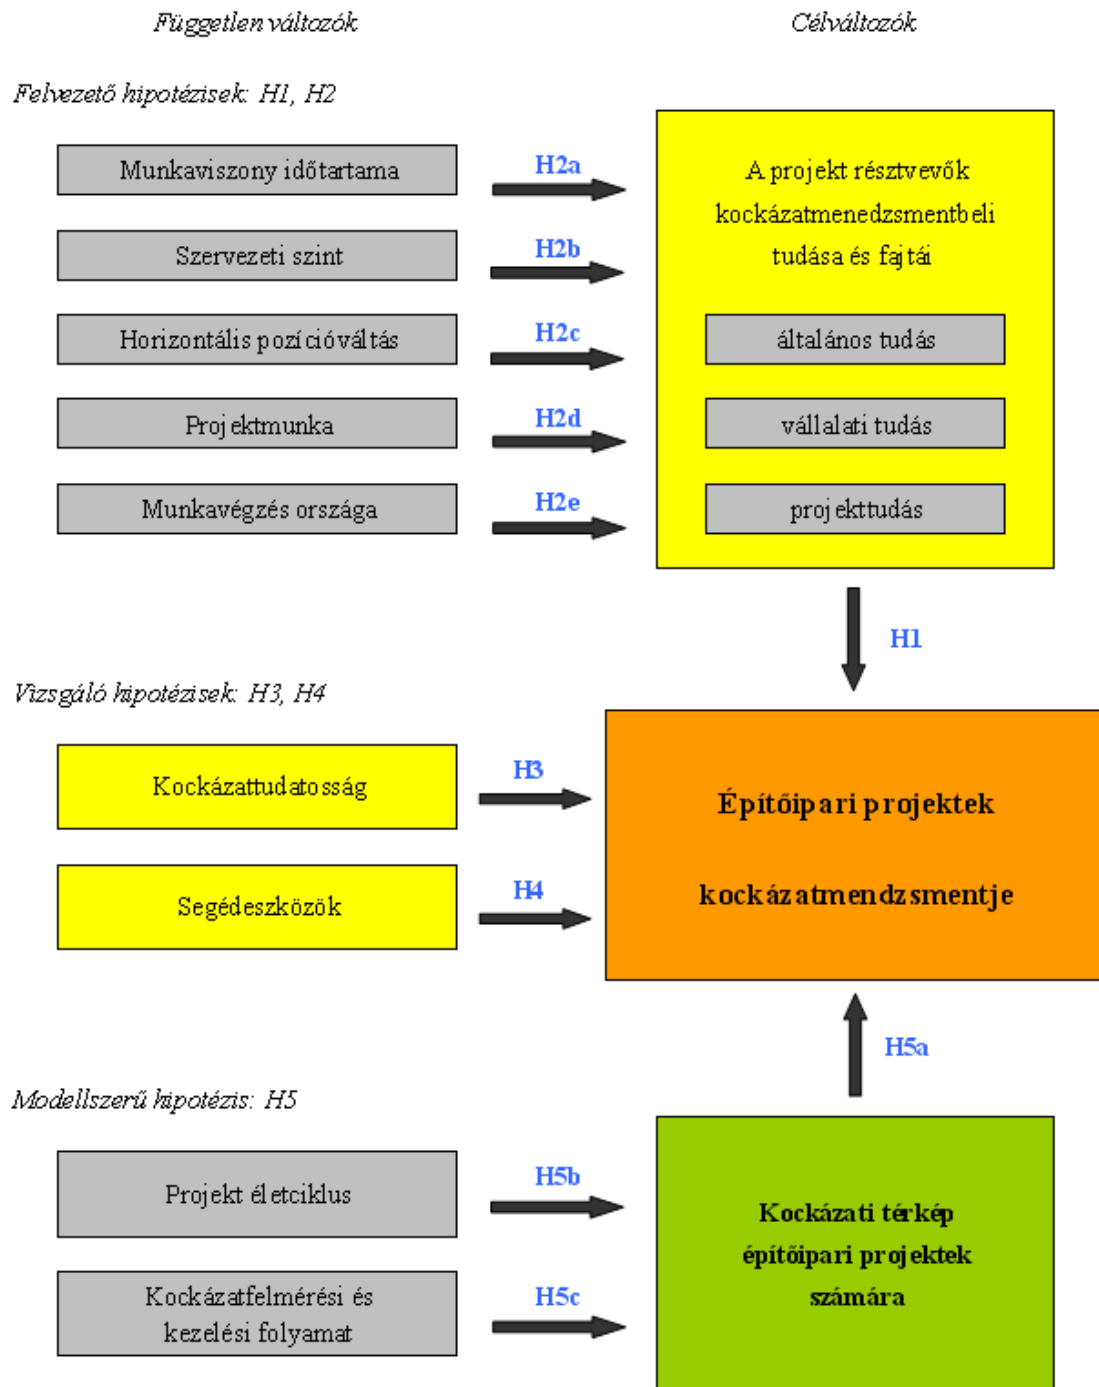 Független változók
Célváltozók
Felvezető hipotézisek: H1, H2
Munkaviszony időtartama
H2a
Szervezeti szint
H2b
Horizontális pozícióváltás
H2c
Projektmunka
H2d
Munkavégzés országa
H2e
A projekt résztvevők
kockázatmenedzsmentbeli
tudása és fajtái
általános tudás
vállalati tudás
projekttudás
H1
Vizsgáló hipotézisek: H3, H4
Kockázattudatosság
H3
Segédeszközök
H4
Építőipari projektek
kockázatmendzsmentje
H5a
Modellszerű hipotézis: H5
Projekt életciklus
H5b
Kockázatfelmérési és
kezelési folyamat
H5c
Kockázati térkép
építőipari projektek
számára